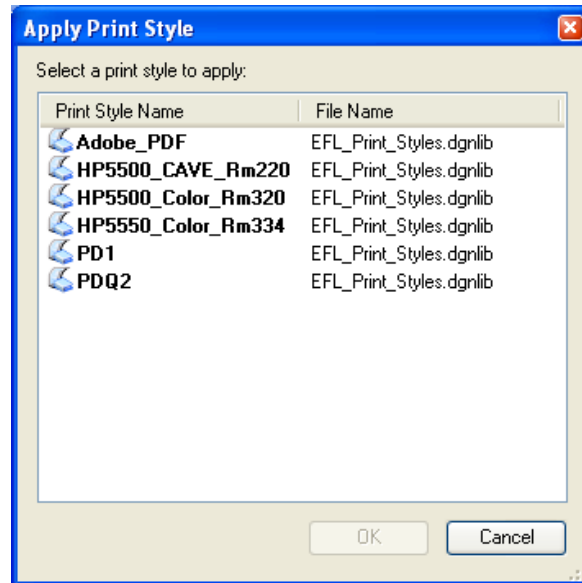 Apply Print Style
Select a print style to apply:
Print Style Name File Name
Adobe_PDF EFL_Print_Styles.dgnlib
HP5500_CAVE_Rm220 EFL_Print_Styles.dgnlib
HP5500_Color_Rm320 EFL_Print_Styles.dgnlib
HP5550_Color_Rm334 EFL_Print_Styles.dgnlib
PD1 EFL_Print_Styles.dgnlib
PDQ2 EFL_Print_Styles.dgnlib
OK Cancel